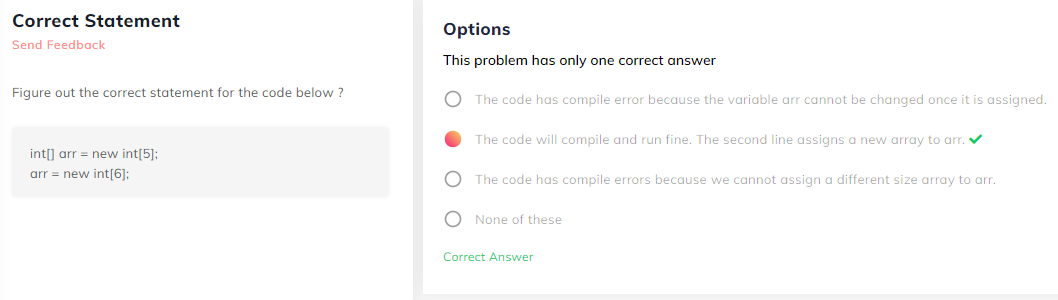 Correct Statement
Send Feedback
Figure out the correct statement for the code below ?
int[] arr = new int[5];
arr = new int[6];
Options
This problem has only one correct answer
The code has compile error because the variable arr cannot be changed once it is assigned.
The code will compile and run fine. The second line assigns a new array to arr.
The code has compile errors because we cannot assign a different size array to arr.
None of these
Correct Answer